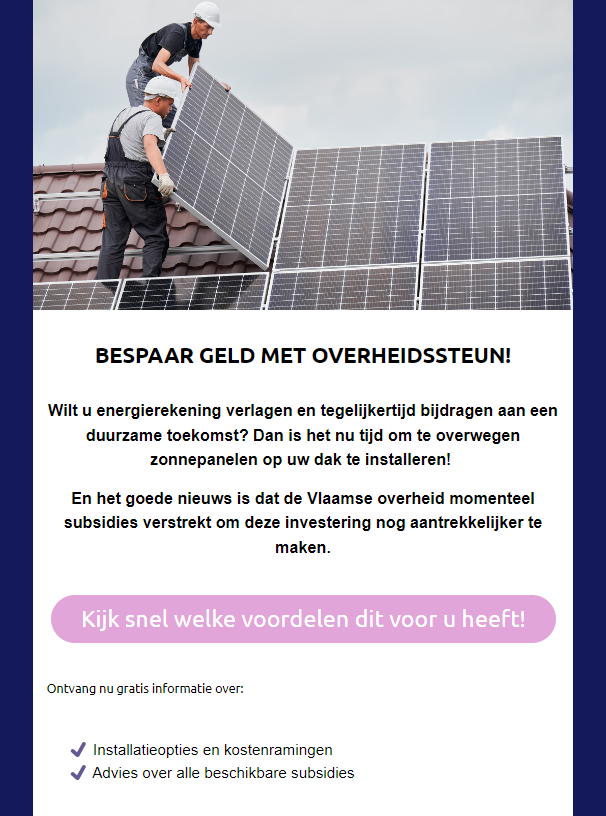 BESPAAR GELD MET OVERHEIDSSTEUN!
Wilt u energierekening verlagen en tegelijkertijd bijdragen aan een
duurzame toekomst? Dan is het nu tijd om te overwegen
zonnepanelen op uw dak te installeren!
En het goede nieuws is dat de Vlaamse overheid momenteel
subsidies verstrekt om deze investering nog aantrekkelijker te
maken.
Kijk snel welke voordelen dit voor u heeft!
Ontvang nu gratis informatie over:
Installatieopties en kostenramingen
Advies over alle beschikbare subsidies